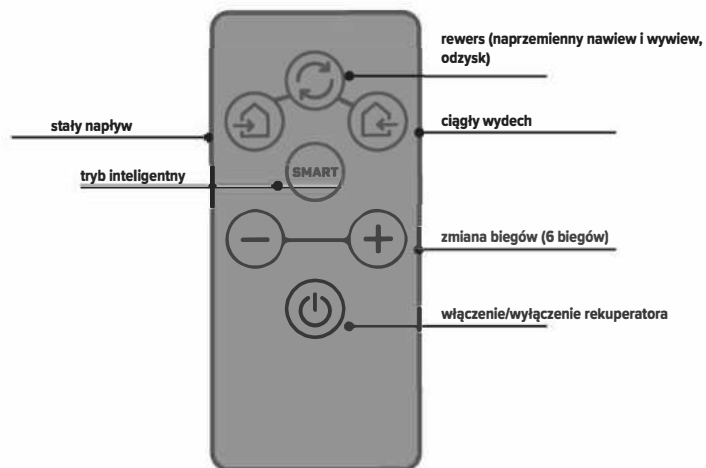 rewers (naprzemienny nawiew i wywiew,
odzysk)
stały napływ
ciągły wydech
tryb inteligentny
SMART
zmiana biegów (6 biegów)
włączenie/wyłączenie rekuperatora